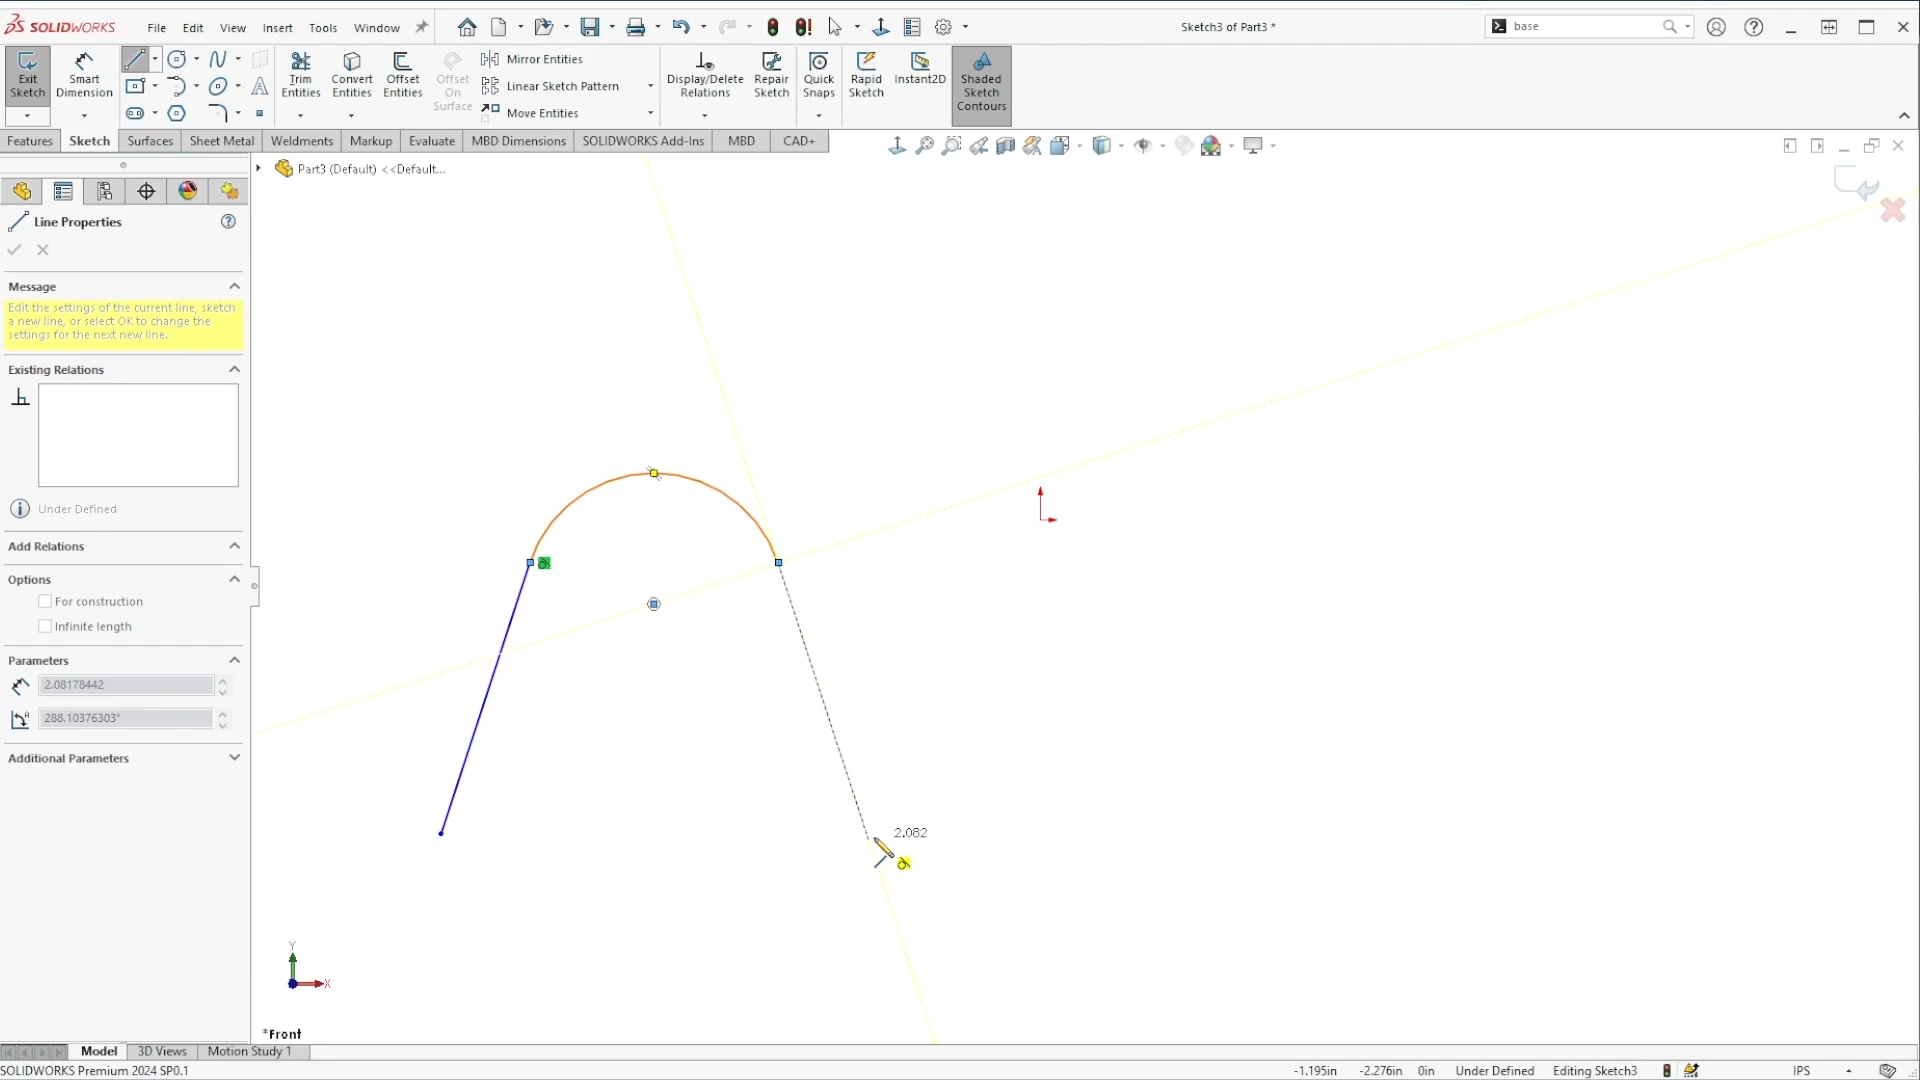 SOLIDWORKS
File Edit View Insert Tools Window
Sketch3 of Part3 *
base
Exit Sketch
Smart Dimension
Trim Entities
Convert Entities
Offset Entities
Offset On Surface
Mirror Entities
Linear Sketch Pattern
Move Entities
Display/Delete Relations
Repair Sketch
Quick Snaps
Rapid Sketch
Instant2D
Shaded Sketch Contours
Features Sketch Surfaces Sheet Metal Weldments Markup Evaluate MBD Dimensions SOLIDWORKS Add-Ins MBD CAD+
Part3 (Default) <<Default...
Line Properties
Message
Edit the settings of the current line, sketch
a new line, or select OK to change the
settings for the next new line.
Existing Relations
Under Defined
Add Relations
Options
For construction
Infinite length
Parameters
2.08178442
288.10376303°
Additional Parameters
2.082
Y
X
*Front
Model 3D Views Motion Study 1
SOLIDWORKS Premium 2024 SP0.1
-1.195in -2.276in 0in Under Defined Editing Sketch3 IPS